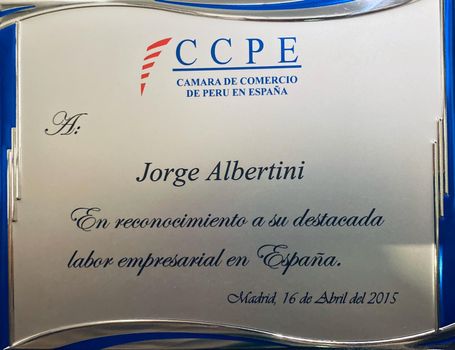 CCPE
CAMARA DE COMERCIO
DE PERU EN ESPAÑA
A:
Jorge Albertini
En reconocimiento a su destacada
labor empresarial en España.
Madrid, 16 de Abril del 2015